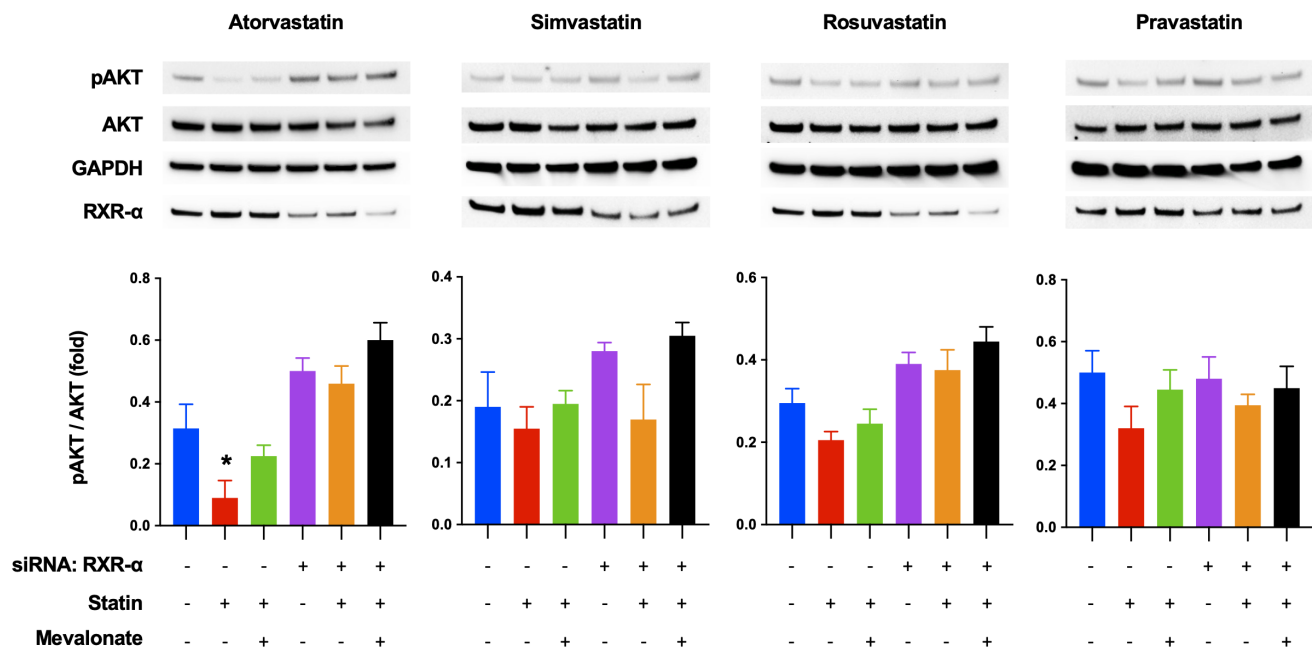 Atorvastatin Simvastatin Rosuvastatin Pravastatin
pAKT
AKT
GAPDH
RXR-α
pAKT / AKT (fold)
0.8 0.4 0.6 0.8
0.6 0.3 0.4 0.6
0.4 0.2 0.2 0.4
0.2 0.1 0.0 0.2
0.0 0.0 0.0
*
siRNA: RXR-α - - - + + + - - - + + + - - - + + + - - - + + +
Statin - + + - + + - + + - + + - + + - + + - + + - + +
Mevalonate - - + - - + - - + - - + - - + - - + - - + - - +